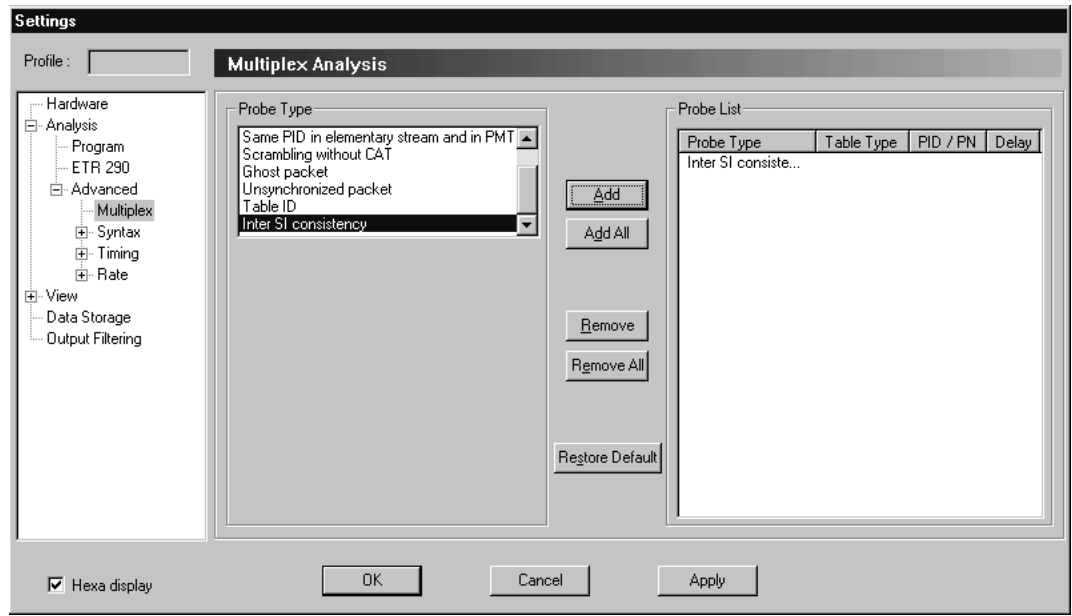 Settings
Profile :
Multiplex Analysis
Hardware
Analysis
Program
ETR 290
Advanced
Multiplex
Syntax
Timing
Rate
View
Data Storage
Output Filtering
Probe Type
Same PID in elementary stream and in PMT
Scrambling without CAT
Ghost packet
Unsynchronized packet
Table ID
Inter SI consistency
Add
Add All
Remove
Remove All
Restore Default
Probe List
Probe Type Table Type PID / PN Delay
Inter SI consiste...
Hexa display
OK
Cancel
Apply